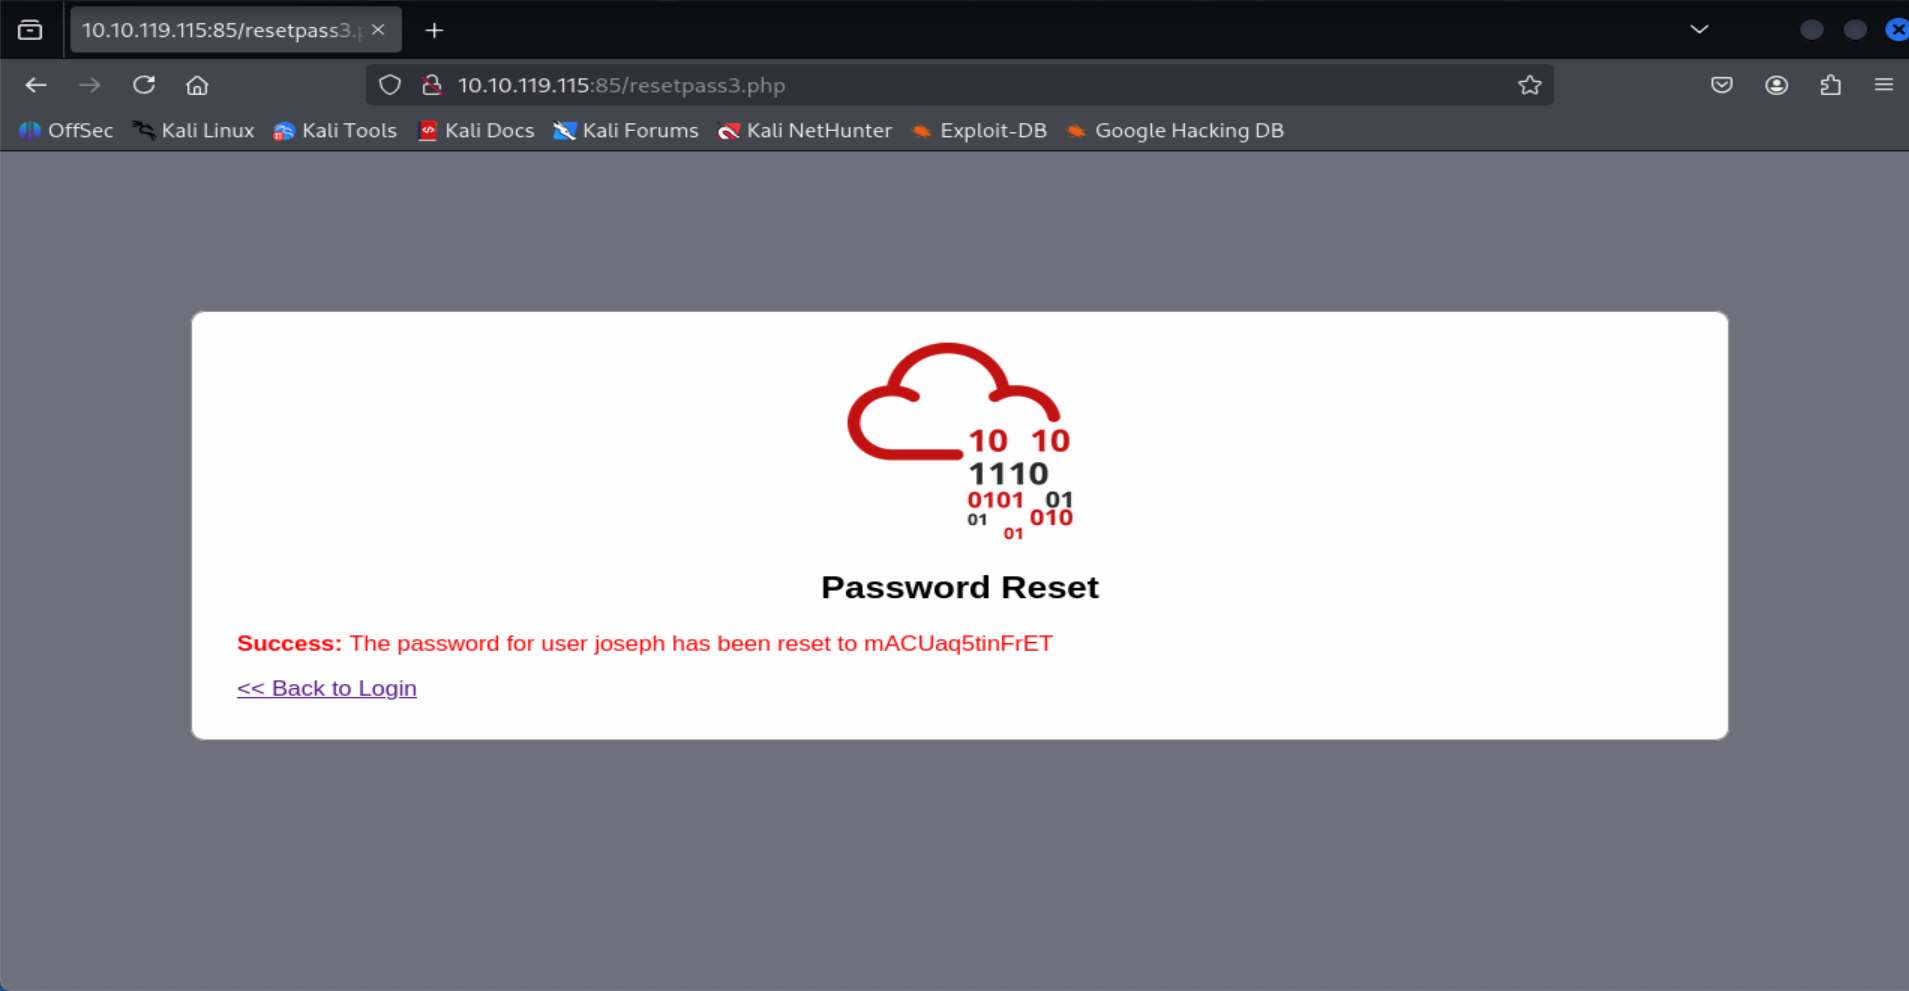 10.10.119.115:85/resetpass3.p
10.10.119.115:85/resetpass3.php
OffSec Kali Linux Kali Tools Kali Docs Kali Forums Kali NetHunter Exploit-DB Google Hacking DB
10 10
1110
0101 01
01 010
01
Password Reset
Success: The password for user joseph has been reset to mACUaq5tinFrET
<< Back to Login